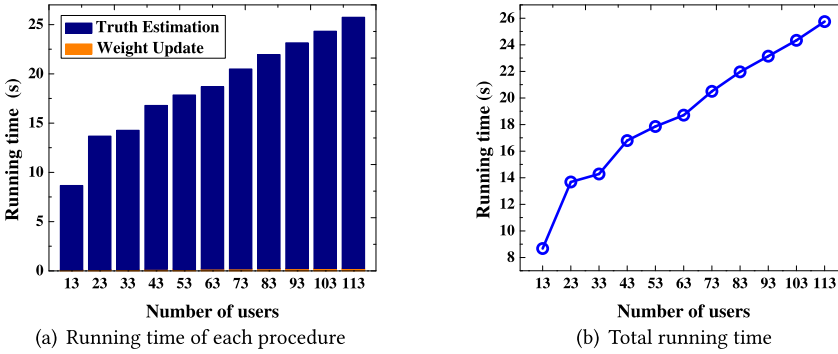 Truth Estimation
Weight Update
Running time (s)
25
20
15
10
5
0
13 23 33 43 53 63 73 83 93 103 113
Number of users
(a) Running time of each procedure
Running time (s)
26
24
22
20
18
16
14
12
10
8
13 23 33 43 53 63 73 83 93 103 113
Number of users
(b) Total running time